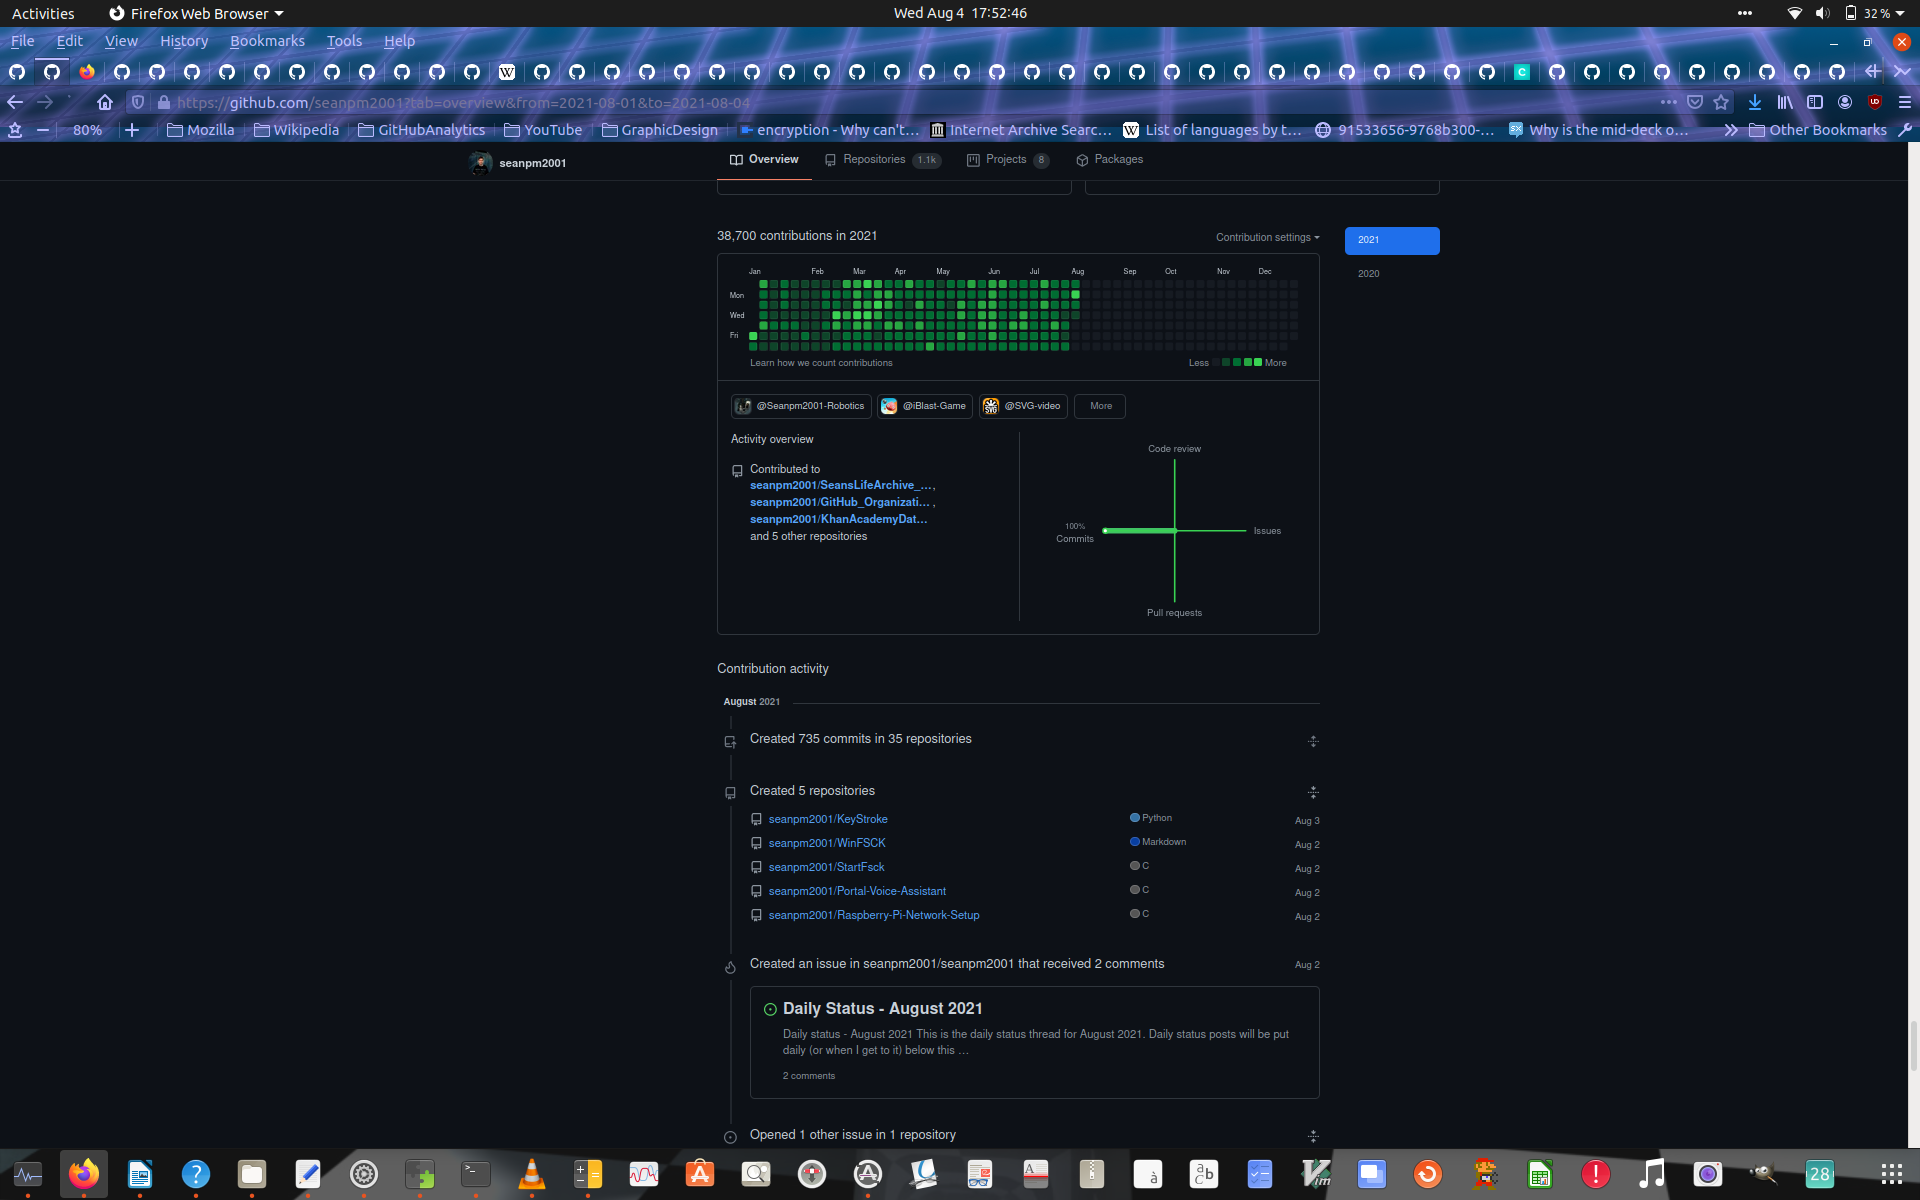 Activities
Firefox Web Browser
Wed Aug 4  17:52:46
32 %
File Edit View History Bookmarks Tools Help
https://github.com/seanpm2001?tab=overview&from=2021-08-01&to=2021-08-04
80%
Mozilla
Wikipedia
GitHubAnalytics
YouTube
GraphicDesign
encryption - Why can't…
Internet Archive Searc…
List of languages by t…
91533656-9768b300-…
Why is the mid-deck o…
Other Bookmarks
seanpm2001
Overview
Repositories 1.1k
Projects 8
Packages
38,700 contributions in 2021
Contribution settings
2021
2020
Jan Feb Mar Apr May Jun Jul Aug Sep Oct Nov Dec
Mon
Wed
Fri
Learn how we count contributions
Less
More
@Seanpm2001-Robotics
@iBlast-Game
@SVG-video
More
Activity overview
Contributed to
seanpm2001/SeansLifeArchive_… ,
seanpm2001/GitHub_Organizati… ,
seanpm2001/KhanAcademyDat…
and 5 other repositories
Code review
100%
Commits
Issues
Pull requests
Contribution activity
August 2021
Created 735 commits in 35 repositories
Created 5 repositories
seanpm2001/KeyStroke Python Aug 3
seanpm2001/WinFSCK Markdown Aug 2
seanpm2001/StartFsck C Aug 2
seanpm2001/Portal-Voice-Assistant C Aug 2
seanpm2001/Raspberry-Pi-Network-Setup C Aug 2
Created an issue in seanpm2001/seanpm2001 that received 2 comments Aug 2
Daily Status - August 2021
Daily status - August 2021 This is the daily status thread for August 2021. Daily status posts will be put
daily (or when I get to it) below this …
2 comments
Opened 1 other issue in 1 repository
28